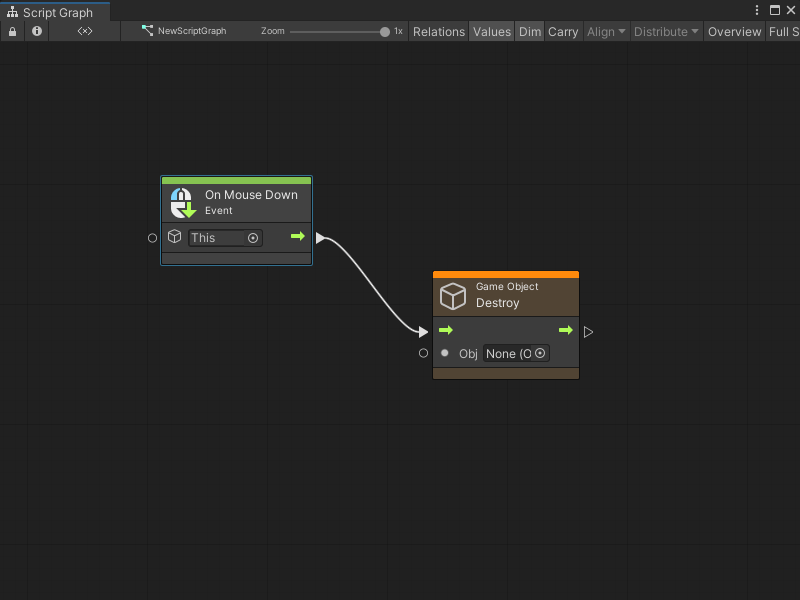 Script Graph
NewScriptGraph
Zoom 1x
Relations Values Dim Carry Align Distribute Overview Full S
On Mouse Down
Event
This
Game Object
Destroy
Obj None (O